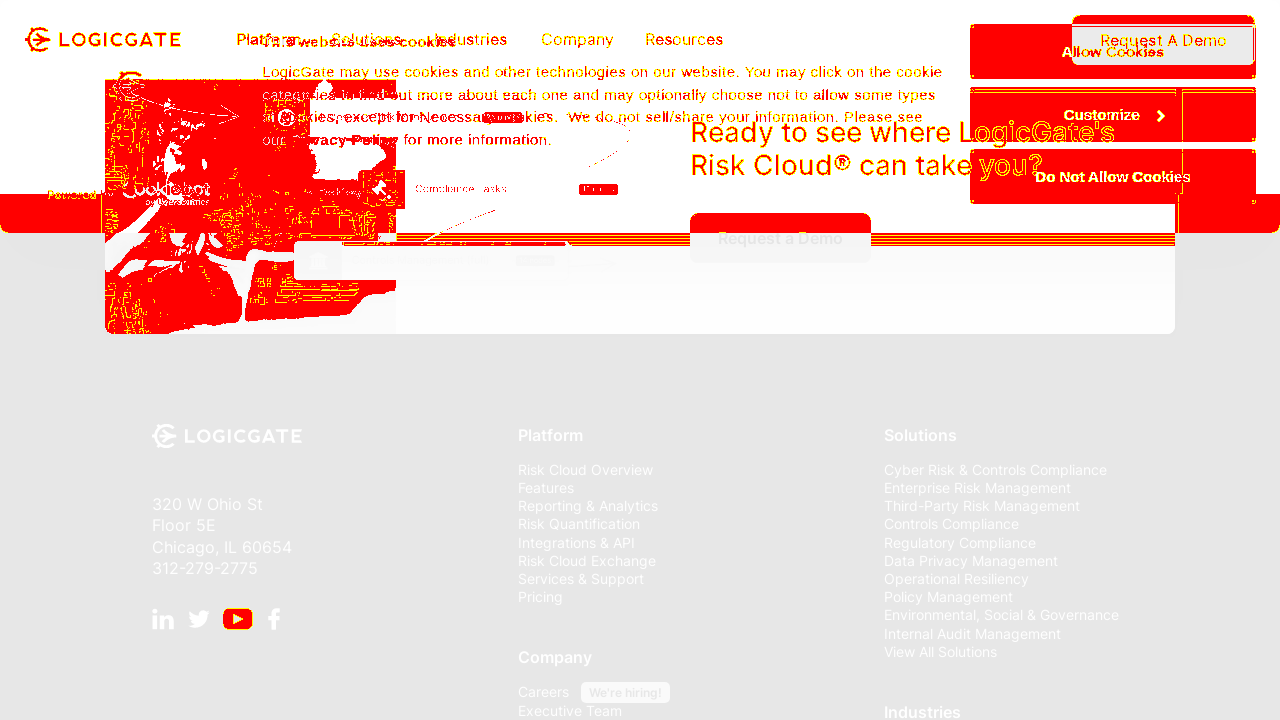 LOGICGATE
Platform Solutions Industries Company Resources
Request A Demo
This website uses cookies
LogicGate may use cookies and other technologies on our website. You may click on the cookie
categories to find out more about each one and may optionally choose not to allow some types
of cookies, except for Necessary cookies. We do not sell/share your information. Please see
our Privacy Policy for more information.
Allow Cookies
Customize
Do Not Allow Cookies
Ready to see where LogicGate's
Risk Cloud® can take you?
Request a Demo
Powered by
Cookiebot
Compliance Tasks
LOGICGATE
320 W Ohio St
Floor 5E
Chicago, IL 60654
312-279-2775
Platform
Risk Cloud Overview
Features
Reporting & Analytics
Risk Quantification
Integrations & API
Risk Cloud Exchange
Services & Support
Pricing
Company
Careers We're hiring!
Executive Team
Solutions
Cyber Risk & Controls Compliance
Enterprise Risk Management
Third-Party Risk Management
Controls Compliance
Regulatory Compliance
Data Privacy Management
Operational Resiliency
Policy Management
Environmental, Social & Governance
Internal Audit Management
View All Solutions
Industries